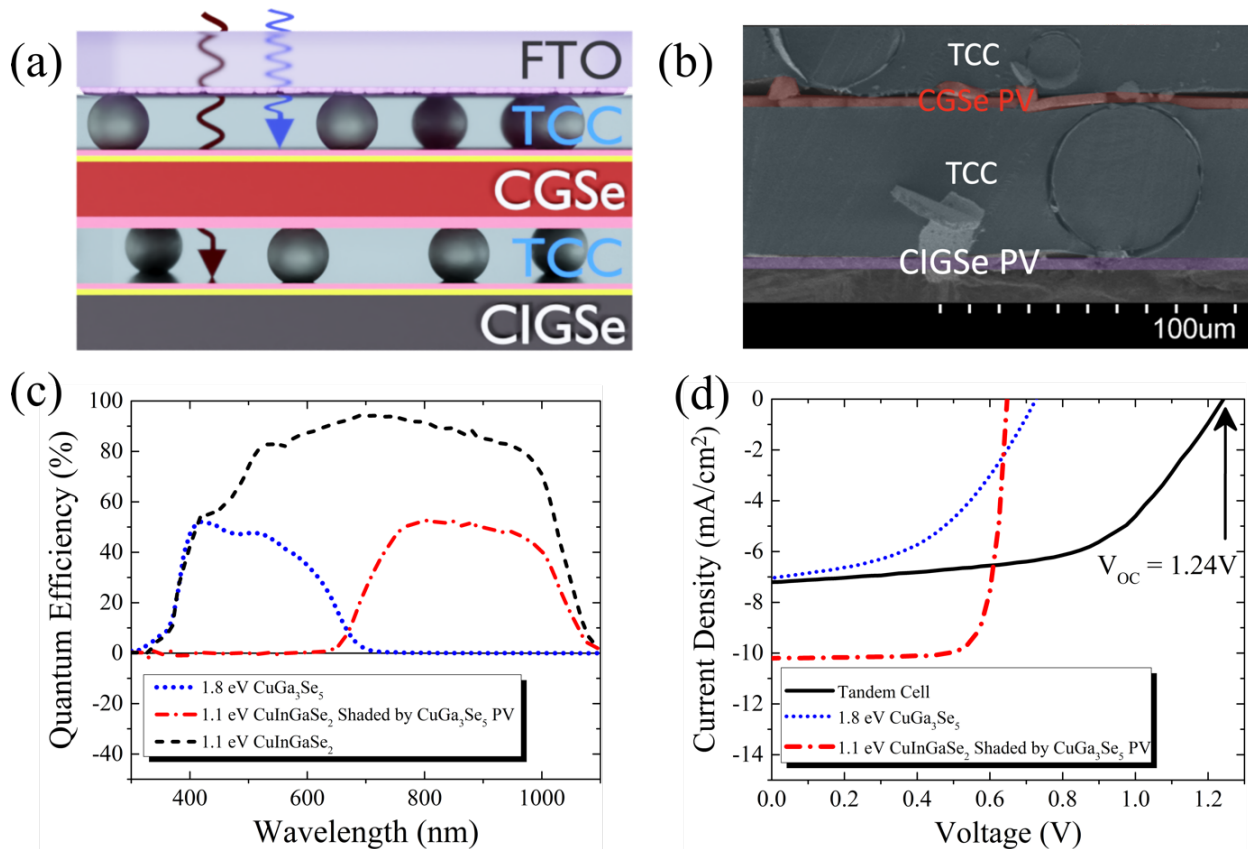 (a)
FTO
TCC
CGSe
TCC
CIGSe
(b)
TCC
CGSe PV
TCC
CIGSe PV
100um
(c)
Quantum Efficiency (%)
100
80
60
40
20
0
-20
-40
1.8 eV CuGa₃Se₅
1.1 eV CuInGaSe₂ Shaded by CuGa₃Se₅ PV
1.1 eV CuInGaSe₂
400 600 800 1000
Wavelength (nm)
(d)
Current Density (mA/cm²)
0
-2
-4
-6
-8
-10
-12
-14
V_OC = 1.24V
Tandem Cell
1.8 eV CuGa₃Se₅
1.1 eV CuInGaSe₂ Shaded by CuGa₃Se₅ PV
0.0 0.2 0.4 0.6 0.8 1.0 1.2
Voltage (V)